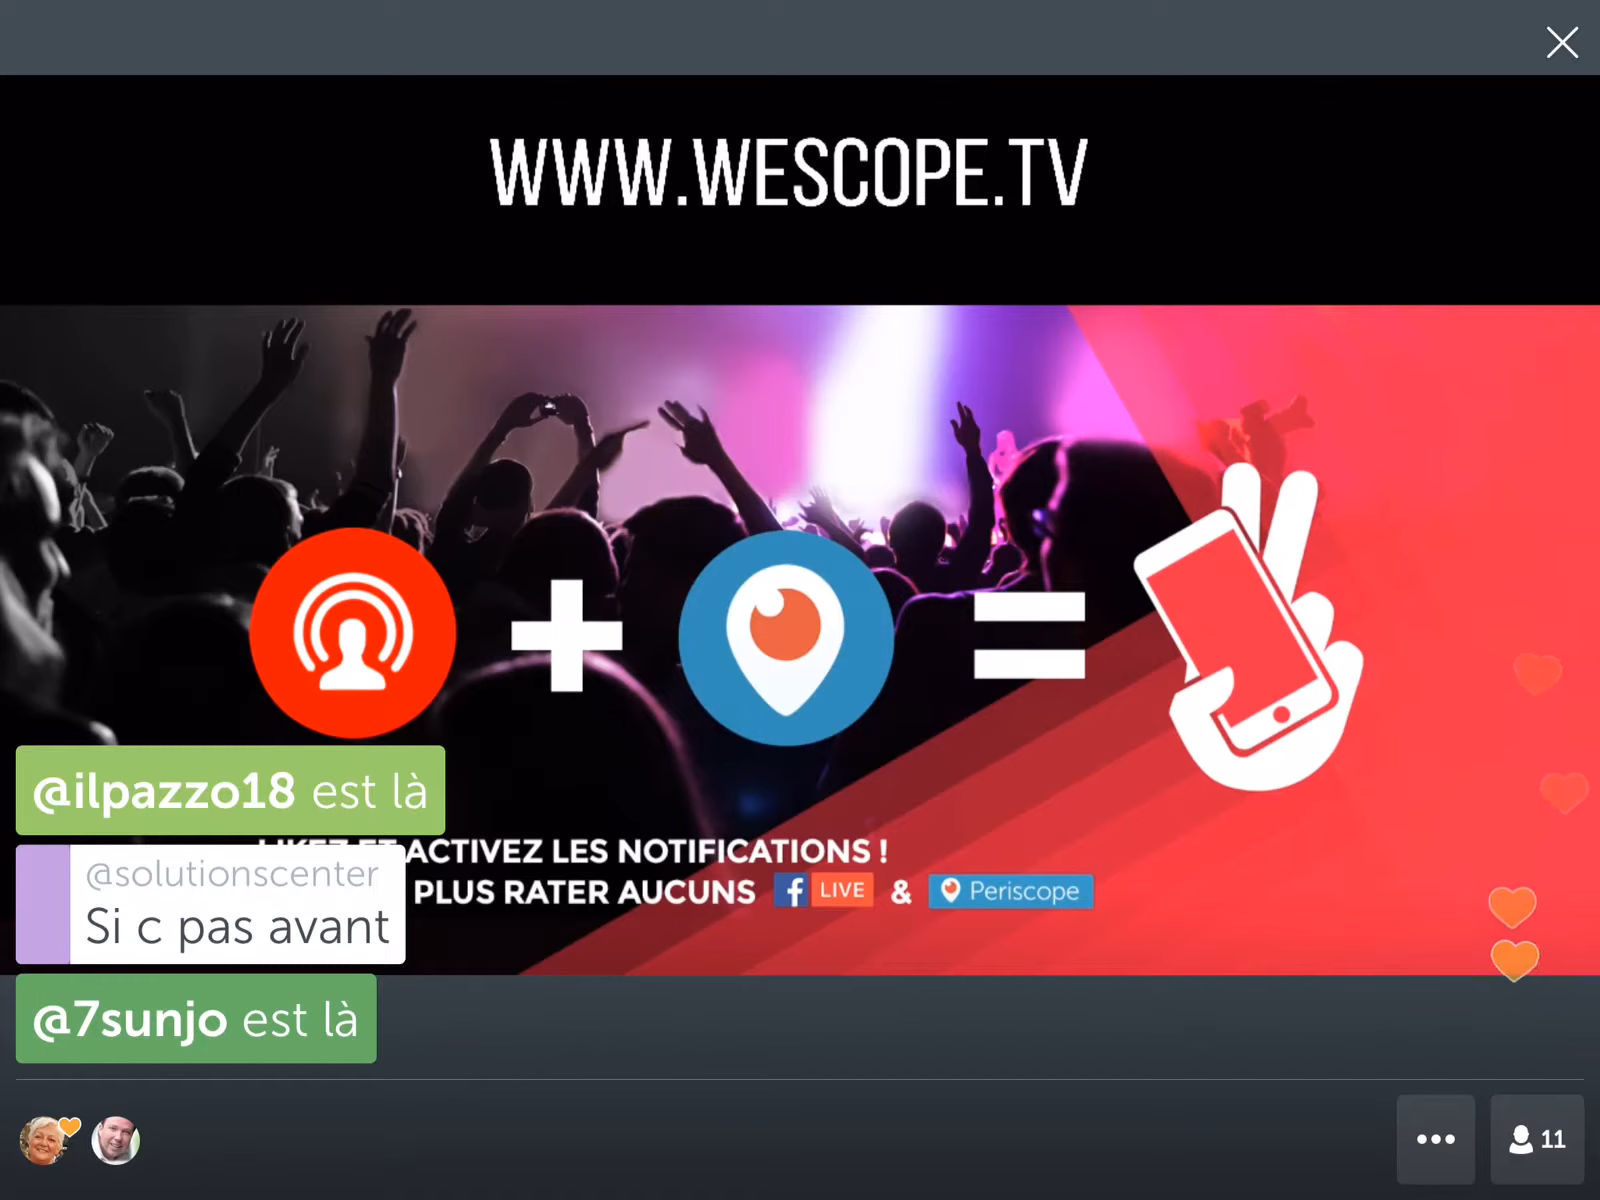 WWW.WESCOPE.TV
@ilpazzo18 est là
ACTIVEZ LES NOTIFICATIONS !
@solutionscenter
PLUS RATER AUCUNS f LIVE & Periscope
Si c pas avant
@7sunjo est là
11